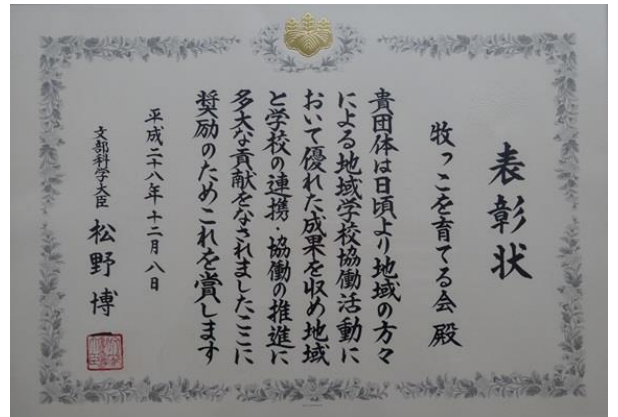 表彰状
牧っこを育てる会 殿
貴団体は日頃より地域の方々
による地域学校協働活動に
おいて優れた成果を収め地域
と学校の連携・協働の推進に
多大な貢献をなされましたここに
奨励のためこれを賞します
平成二十八年十二月八日
文部科学大臣 松野博一